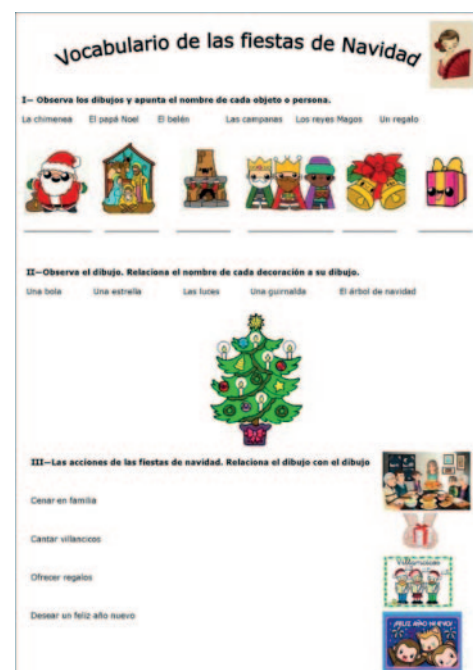 Vocabulario de las fiestas de Navidad
I— Observa los dibujos y apunta el nombre de cada objeto o persona.
La chimenea El papá Noel El belén Las campanas Los reyes Magos Un regalo
II—Observa el dibujo. Relaciona el nombre de cada decoración a su dibujo.
Una bola Una estrella Las luces Una guirnalda El árbol de navidad
III—Las acciones de las fiestas de navidad. Relaciona el dibujo con el dibujo
Cenar en familia
Cantar villancicos
Villancicos
Ofrecer regalos
Desear un feliz año nuevo
¡FELIZ AÑO NUEVO!